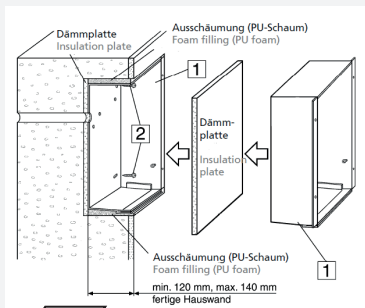 Dämmplatte
Insulation plate
Ausschäumung (PU-Schaum)
Foam filling (PU foam)
1
2
Dämm-
platte
Insulation
plate
Ausschäumung (PU-Schaum)
Foam filling (PU foam)
1
min. 120 mm, max. 140 mm
fertige Hauswand